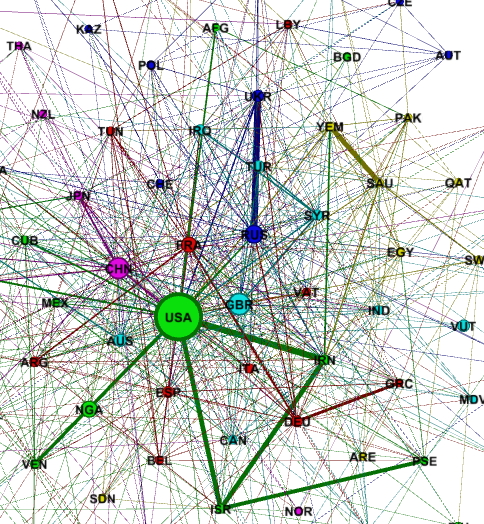 KAZ
AFG
LBY
THA
POL
BGD
AUT
UKR
NZL
TUN
IRQ
YEM
PAK
TUR
JPN
SAU
QAT
SYR
CUB
FRA
RUS
EGY
CHN
SW
MEX
GBR
VAT
USA
IND
VUT
AUS
ARG
ITA
IRN
ESP
GRC
MDV
NGA
DEU
CAN
VEN
BEL
ARE
PSE
SDN
ISR
NOR